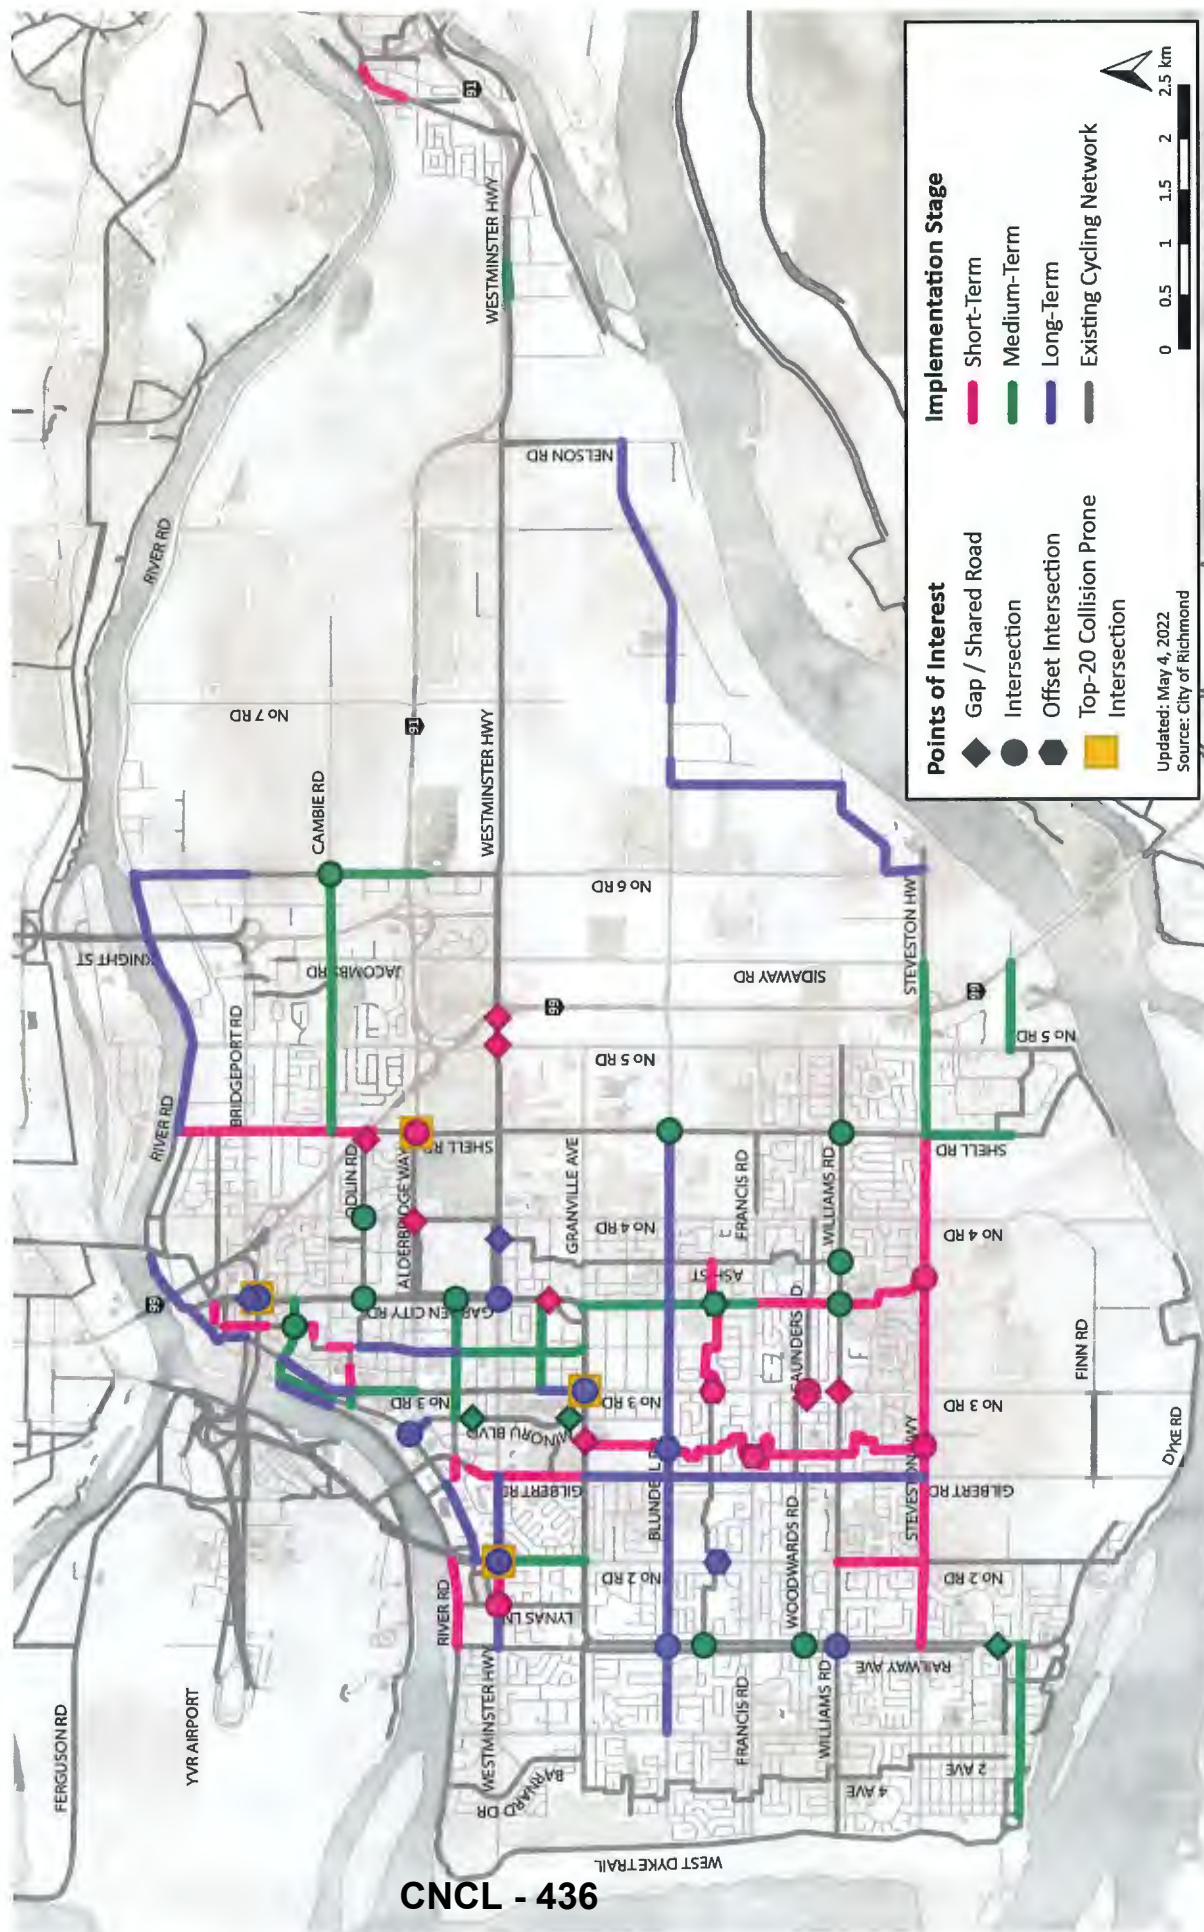 FERGUSON RD
YVR AIRPORT
RIVER RD
WESTMINSTER HWY
BARNARD DR
WEST DYKE TRAIL
LYNAS LN
No 2 RD
GILBERT RD
MINORU BLVD
No 3 RD
No 3 RD
GARDEN CITY RD
ALDERBRIDGE WAY
ODLIN RD
SHELL RD
GRANVILLE AVE
No 4 RD
No 5 RD
99
99
RIVER RD
BRIDGEPORT RD
KNIGHT ST
JACOMBS RD
CAMBIE RD
WESTMINSTER HWY
No 6 RD
No 7 RD
91
RIVER RD
NELSON RD
WESTMINSTER HWY
91
FRANCIS RD
WILLIAMS RD
RAILWAY AVE
4 AVE
2 AVE
WOODWARDS RD
No 2 RD
GILBERT RD
STEVESTON HWY
No 3 RD
ASH ST
FRANCIS RD
WILLIAMS RD
No 4 RD
FINN RD
DYKE RD
SHELL RD
No 5 RD
99
SIDAWAY RD
STEVESTON HWY
Points of Interest
Gap / Shared Road
Intersection
Offset Intersection
Top-20 Collision Prone
Intersection
Implementation Stage
Short-Term
Medium-Term
Long-Term
Existing Cycling Network
Updated: May 4, 2022
Source: City of Richmond
0 0.5 1 1.5 2 2.5 km
CNCL - 436